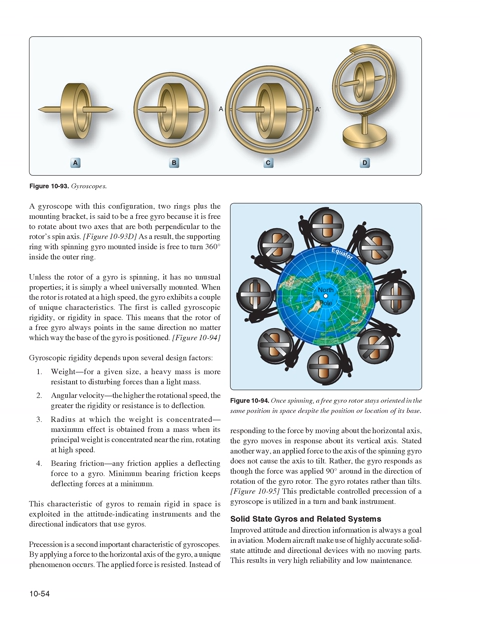 A
A'
A
B
C
D
Figure 10-93. Gyroscopes.
A gyroscope with this configuration, two rings plus the
mounting bracket, is said to be a free gyro because it is free
to rotate about two axes that are both perpendicular to the
rotor's spin axis. [Figure 10-93D] As a result, the supporting
ring with spinning gyro mounted inside is free to turn 360°
inside the outer ring.
Unless the rotor of a gyro is spinning, it has no unusual
properties; it is simply a wheel universally mounted. When
the rotor is rotated at a high speed, the gyro exhibits a couple
of unique characteristics. The first is called gyroscopic
rigidity, or rigidity in space. This means that the rotor of
a free gyro always points in the same direction no matter
which way the base of the gyro is positioned. [Figure 10-94]
Gyroscopic rigidity depends upon several design factors:
1. Weight—for a given size, a heavy mass is more
resistant to disturbing forces than a light mass.
2. Angular velocity—the higher the rotational speed, the
greater the rigidity or resistance is to deflection.
3. Radius at which the weight is concentrated—
maximum effect is obtained from a mass when its
principal weight is concentrated near the rim, rotating
at high speed.
4. Bearing friction—any friction applies a deflecting
force to a gyro. Minimum bearing friction keeps
deflecting forces at a minimum.
This characteristic of gyros to remain rigid in space is
exploited in the attitude-indicating instruments and the
directional indicators that use gyros.
Precession is a second important characteristic of gyroscopes.
By applying a force to the horizontal axis of the gyro, a unique
phenomenon occurs. The applied force is resisted. Instead of
Equator
North
Pole
Figure 10-94. Once spinning, a free gyro rotor stays oriented in the
same position in space despite the position or location of its base.
responding to the force by moving about the horizontal axis,
the gyro moves in response about its vertical axis. Stated
another way, an applied force to the axis of the spinning gyro
does not cause the axis to tilt. Rather, the gyro responds as
though the force was applied 90° around in the direction of
rotation of the gyro rotor. The gyro rotates rather than tilts.
[Figure 10-95] This predictable controlled precession of a
gyroscope is utilized in a turn and bank instrument.
Solid State Gyros and Related Systems
Improved attitude and direction information is always a goal
in aviation. Modern aircraft make use of highly accurate solid-
state attitude and directional devices with no moving parts.
This results in very high reliability and low maintenance.
10-54